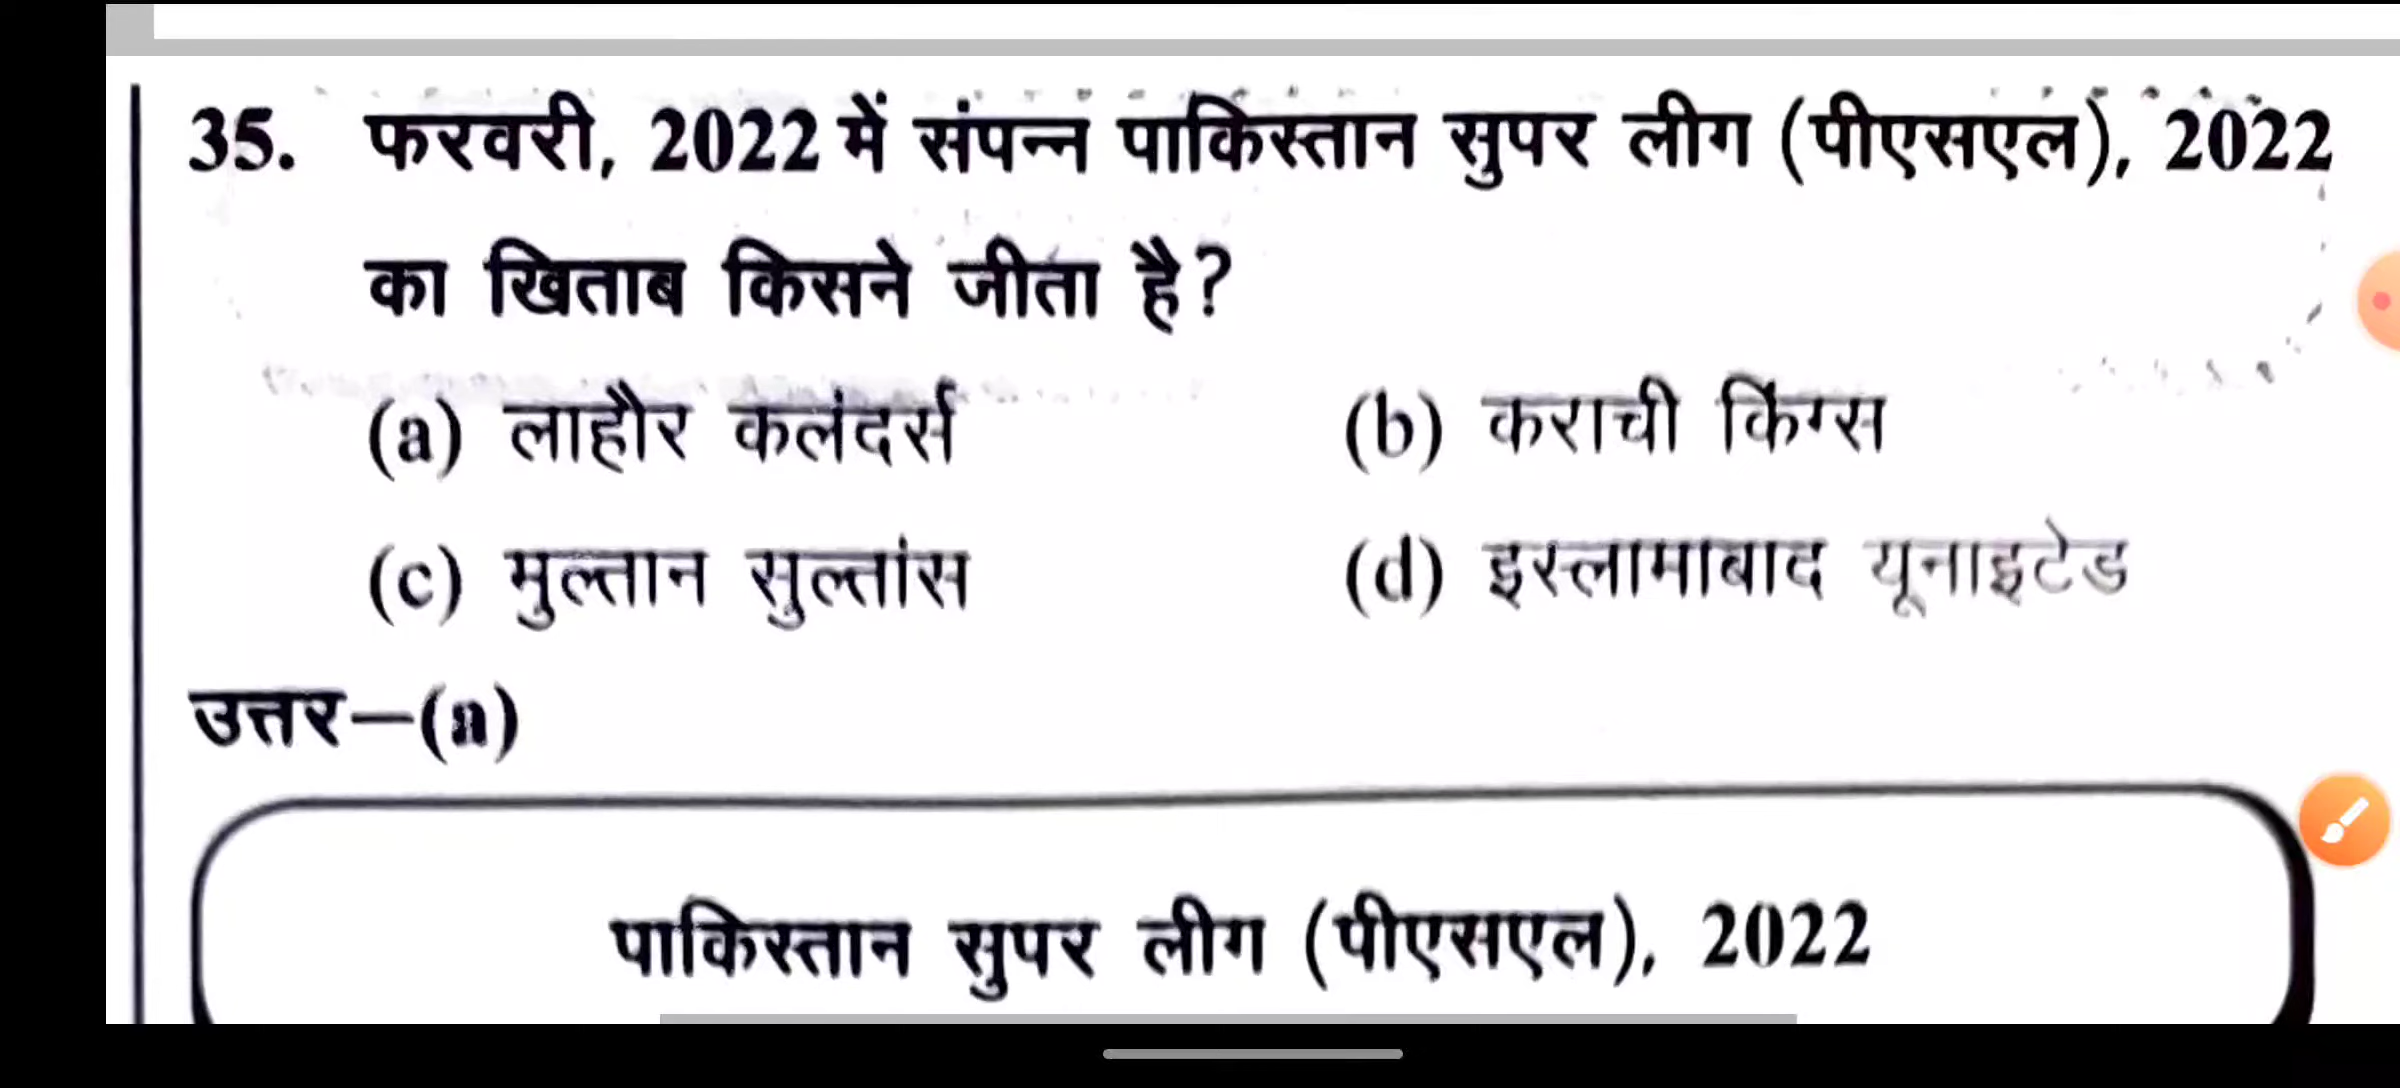 35. फरवरी, 2022 में संपन्न पाकिस्तान सुपर लीग (पीएसएल), 2022
का खिताब किसने जीता है?
(a) लाहौर कलंदर्स (b) कराची किंग्स
(c) मुल्तान सुल्तांस (d) इस्लामाबाद यूनाइटेड
उत्तर—(a)
पाकिस्तान सुपर लीग (पीएसएल), 2022